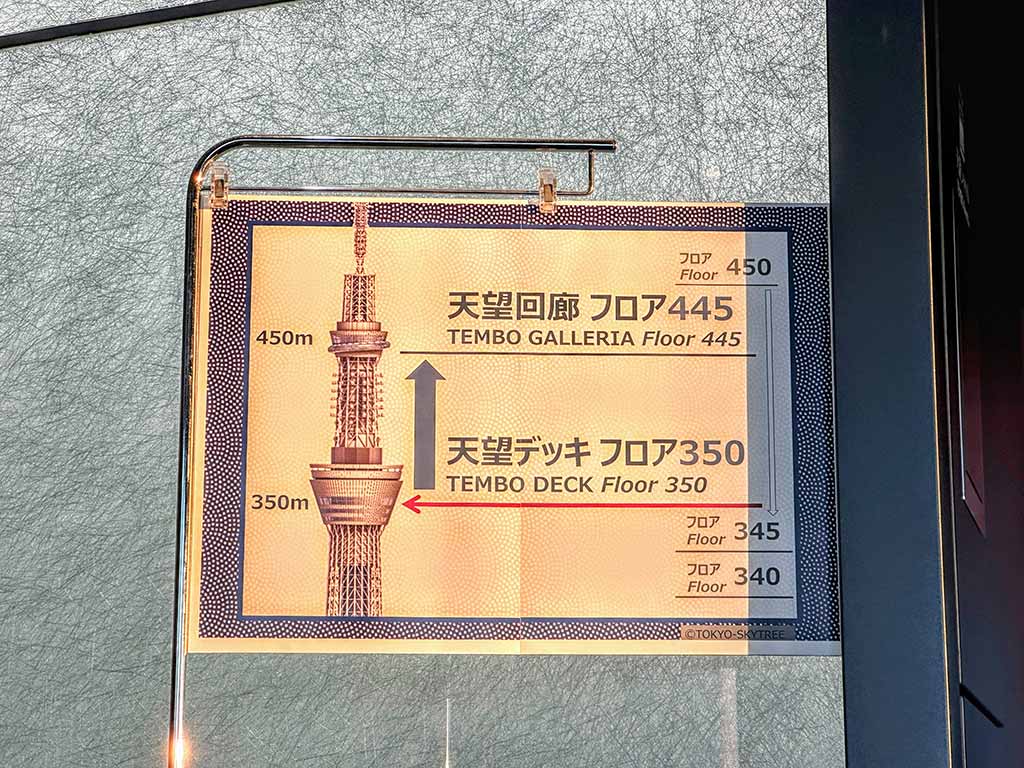 フロア
Floor 450
天望回廊 フロア445
TEMBO GALLERIA Floor 445
450m
天望デッキ フロア350
TEMBO DECK Floor 350
350m
フロア
Floor 345
フロア
Floor 340
©TOKYO-SKYTREE